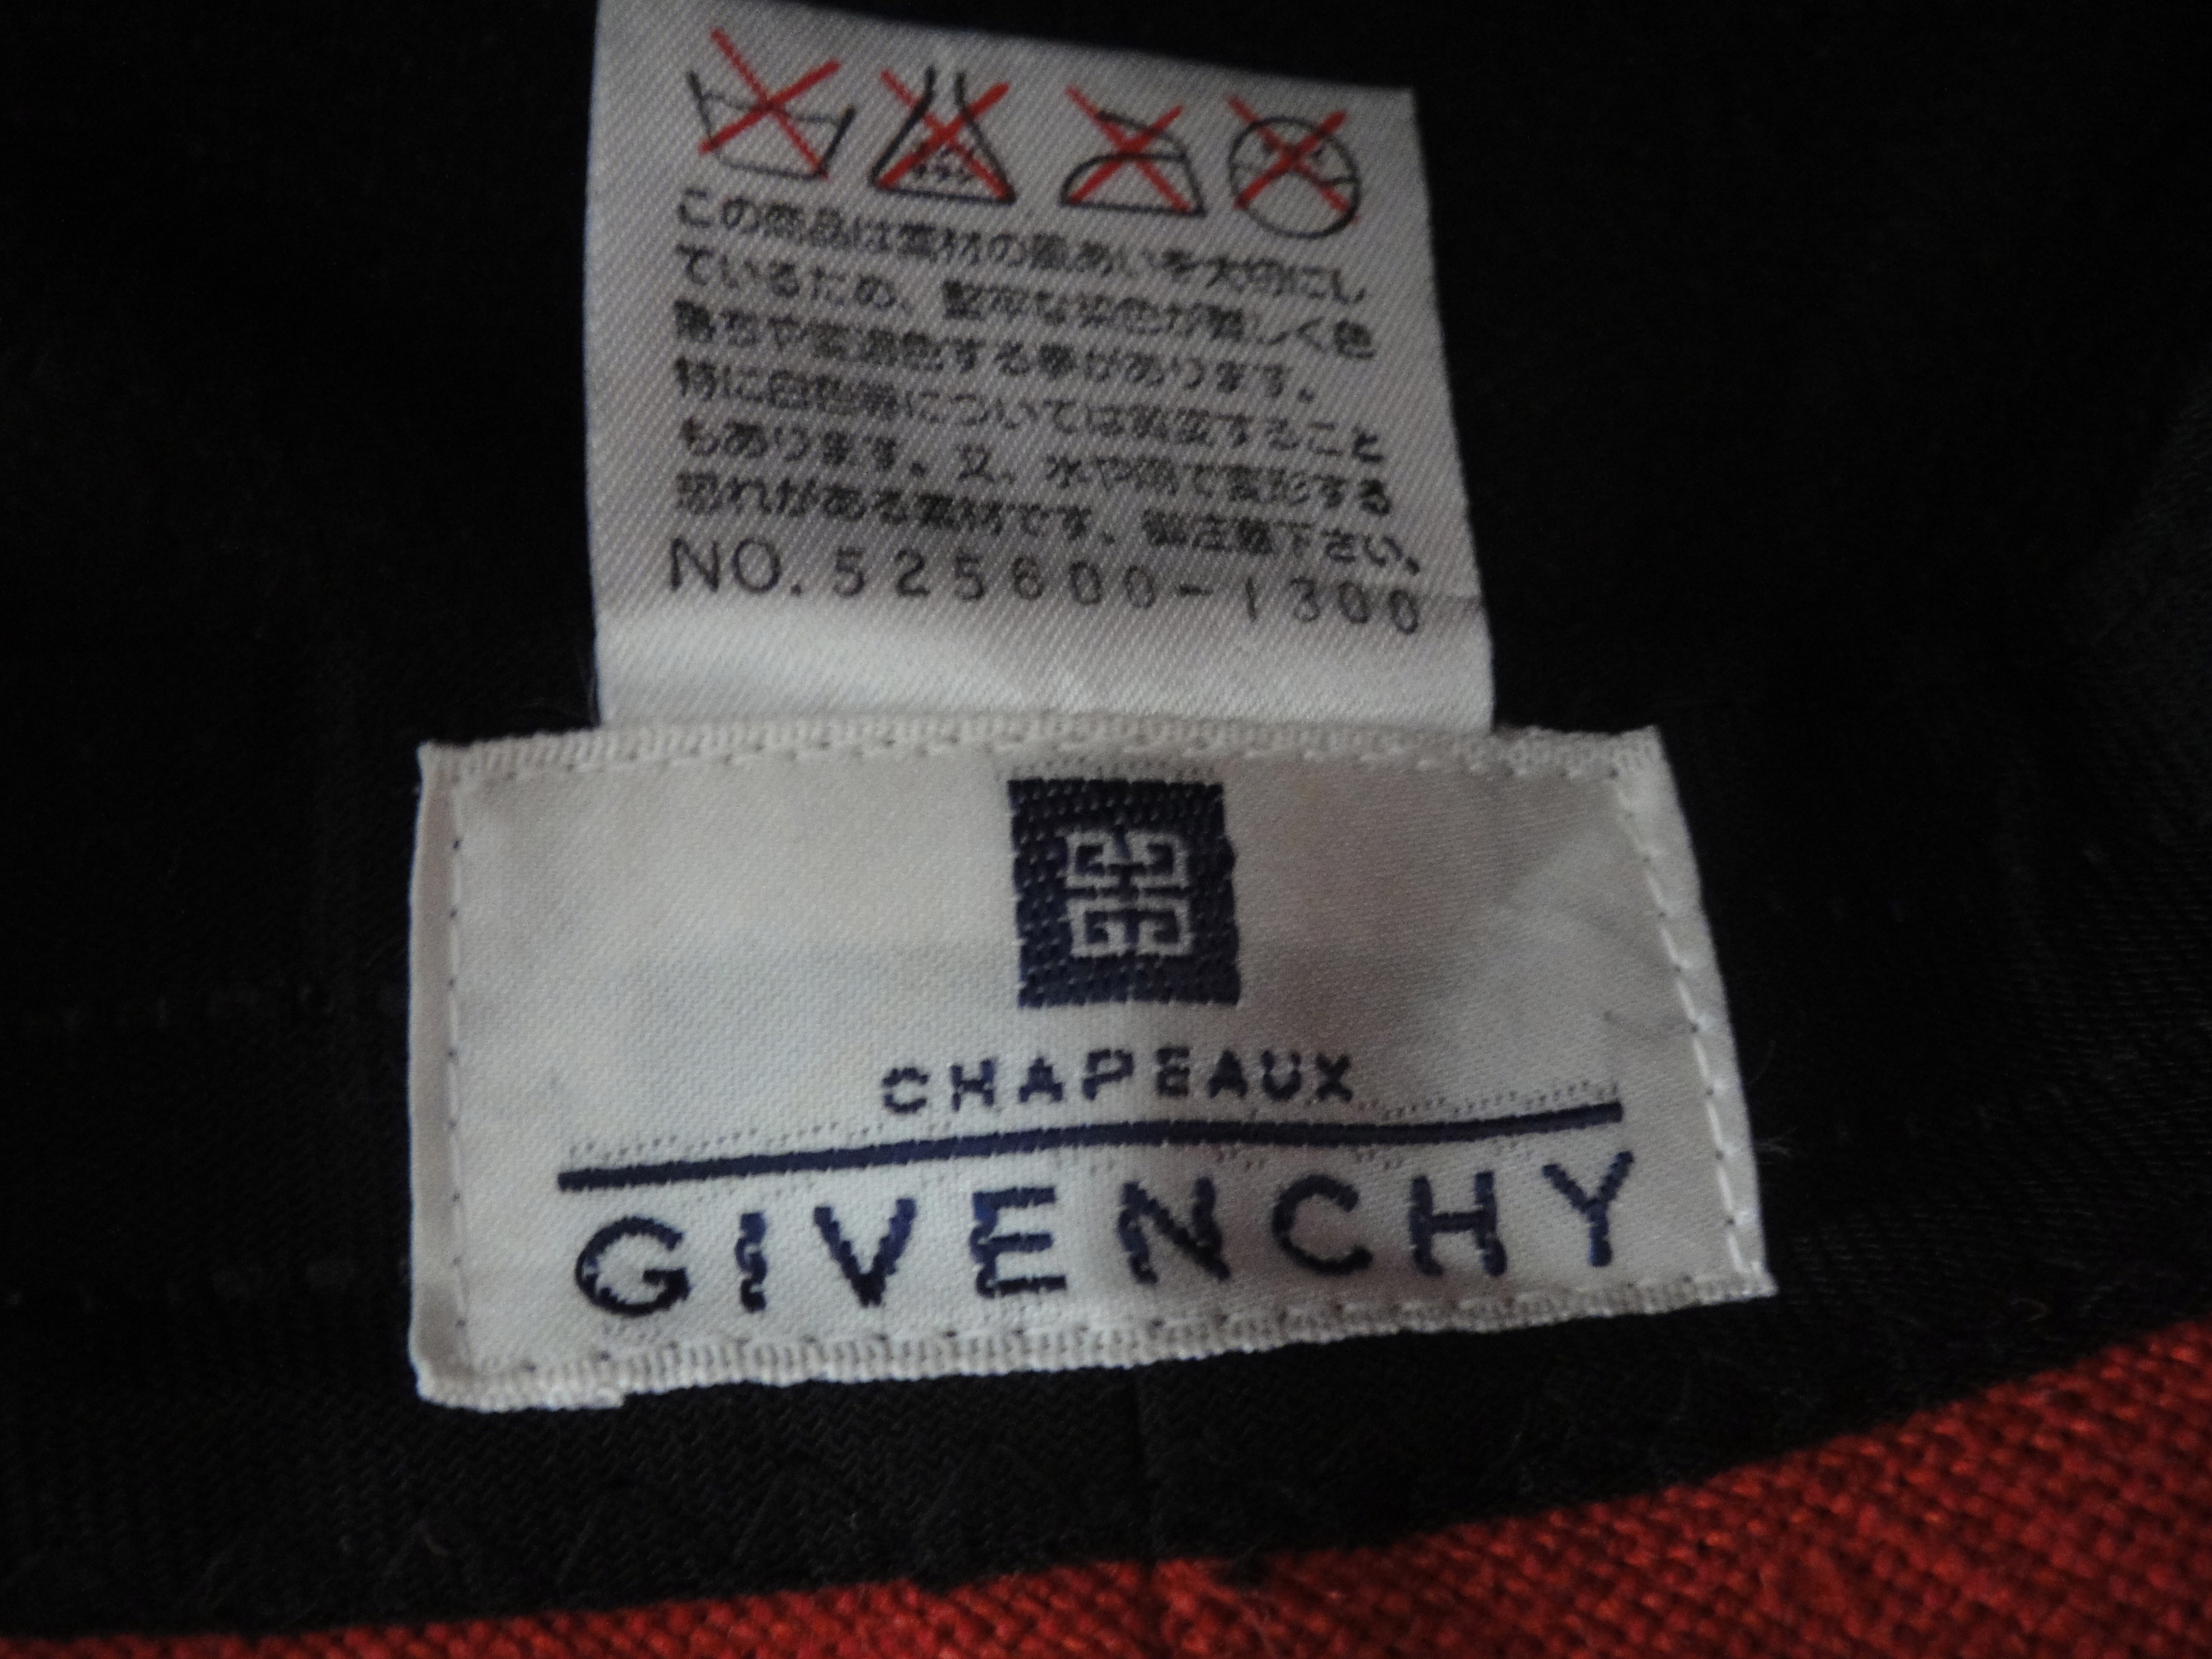 この商品は素材の風あいを大切にし
ているため、堅牢な染色が難しく色
落ちや変退色する事があります。
特に白色等については黄変すること
もあります。又、水や雨で変形する
恐れがある素材です。御注意下さい。
NO.525600-1300
CHAPEAUX
GIVENCHY